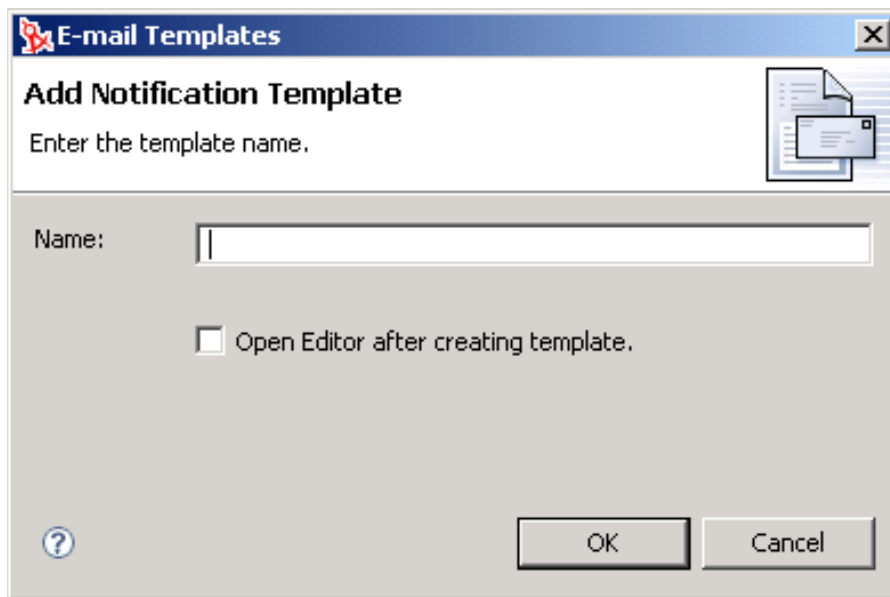 E-mail Templates
Add Notification Template
Enter the template name.
Name:
Open Editor after creating template.
?
OK
Cancel